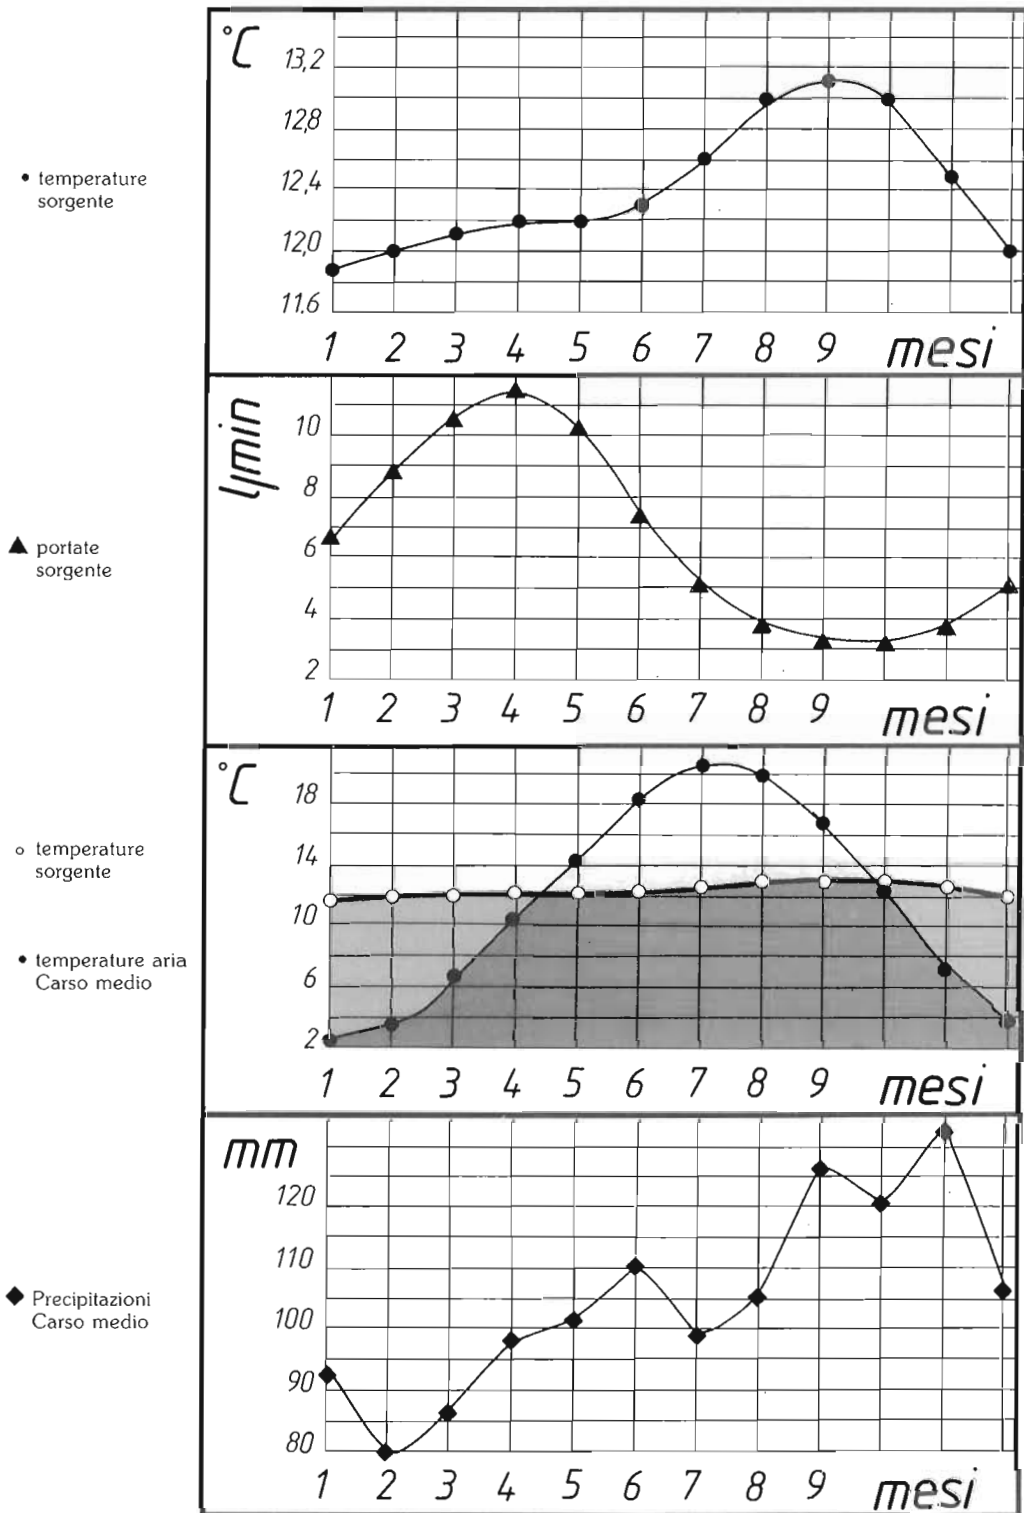 °C
13,2
12,8
12,4
12,0
11.6
• temperature
sorgente
1 2 3 4 5 6 7 8 9 mesi
l/min
10
8
6
4
2
▲ portate
sorgente
1 2 3 4 5 6 7 8 9 mesi
°C
18
14
10
6
2
○ temperature
sorgente
• temperature aria
Carso medio
1 2 3 4 5 6 7 8 9 mesi
mm
120
110
100
90
80
◆ Precipitazioni
Carso medio
1 2 3 4 5 6 7 8 9 mesi